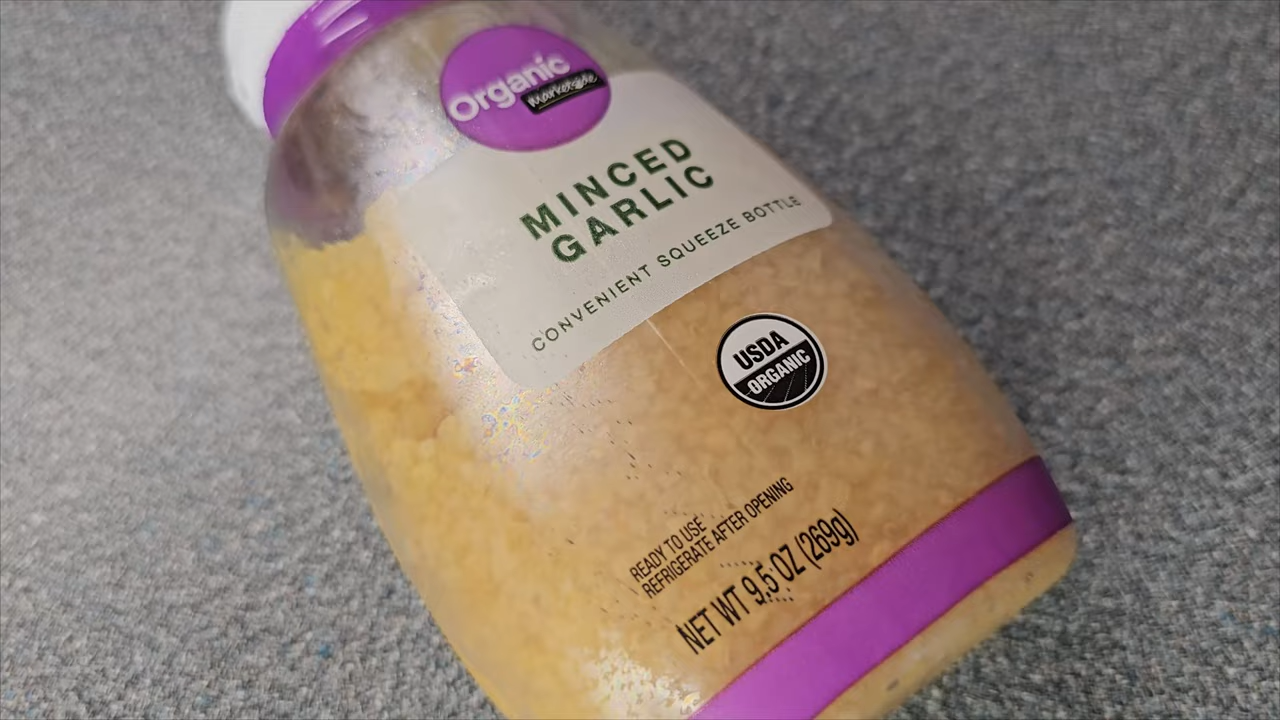 Organic
marketside
MINCED
GARLIC
CONVENIENT SQUEEZE BOTTLE
USDA
ORGANIC
READY TO USE
REFRIGERATE AFTER OPENING
NET WT 9.5 OZ (269g)